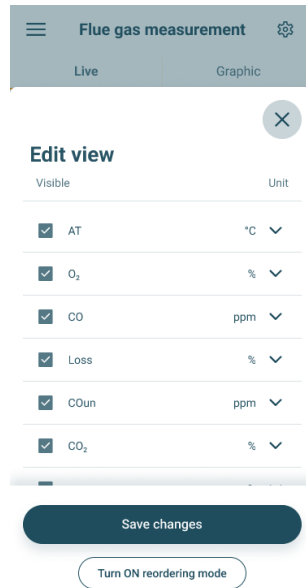 Flue gas measurement
Live Graphic
Edit view
Visible Unit
AT °C
O₂ %
CO ppm
Loss %
COun ppm
CO₂ %
Save changes
Turn ON reordering mode